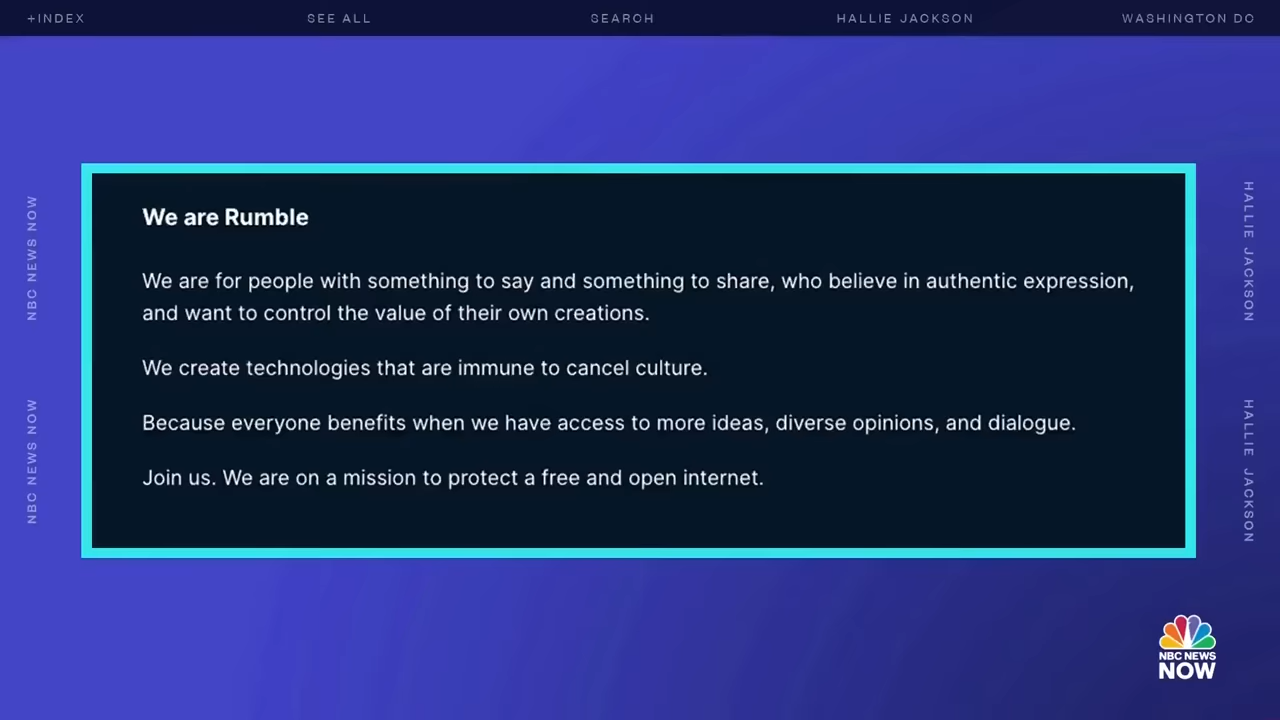 +INDEX
SEE ALL
SEARCH
HALLIE JACKSON
WASHINGTON DC
NBC NEWS NOW
NBC NEWS NOW
We are Rumble
We are for people with something to say and something to share, who believe in authentic expression,
and want to control the value of their own creations.
We create technologies that are immune to cancel culture.
Because everyone benefits when we have access to more ideas, diverse opinions, and dialogue.
Join us. We are on a mission to protect a free and open internet.
HALLIE JACKSON
HALLIE JACKSON
NBC NEWS
NOW